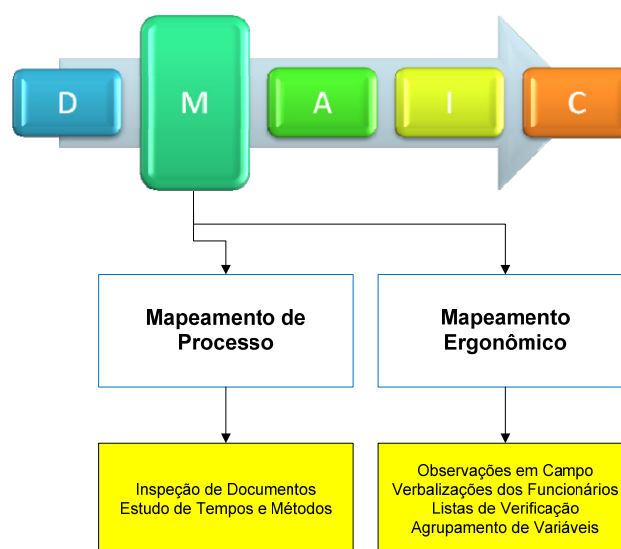 D
M
A
I
C
Mapeamento de
Processo
Mapeamento
Ergonômico
Inspeção de Documentos
Estudo de Tempos e Métodos
Observações em Campo
Verbalizações dos Funcionários
Listas de Verificação
Agrupamento de Variáveis